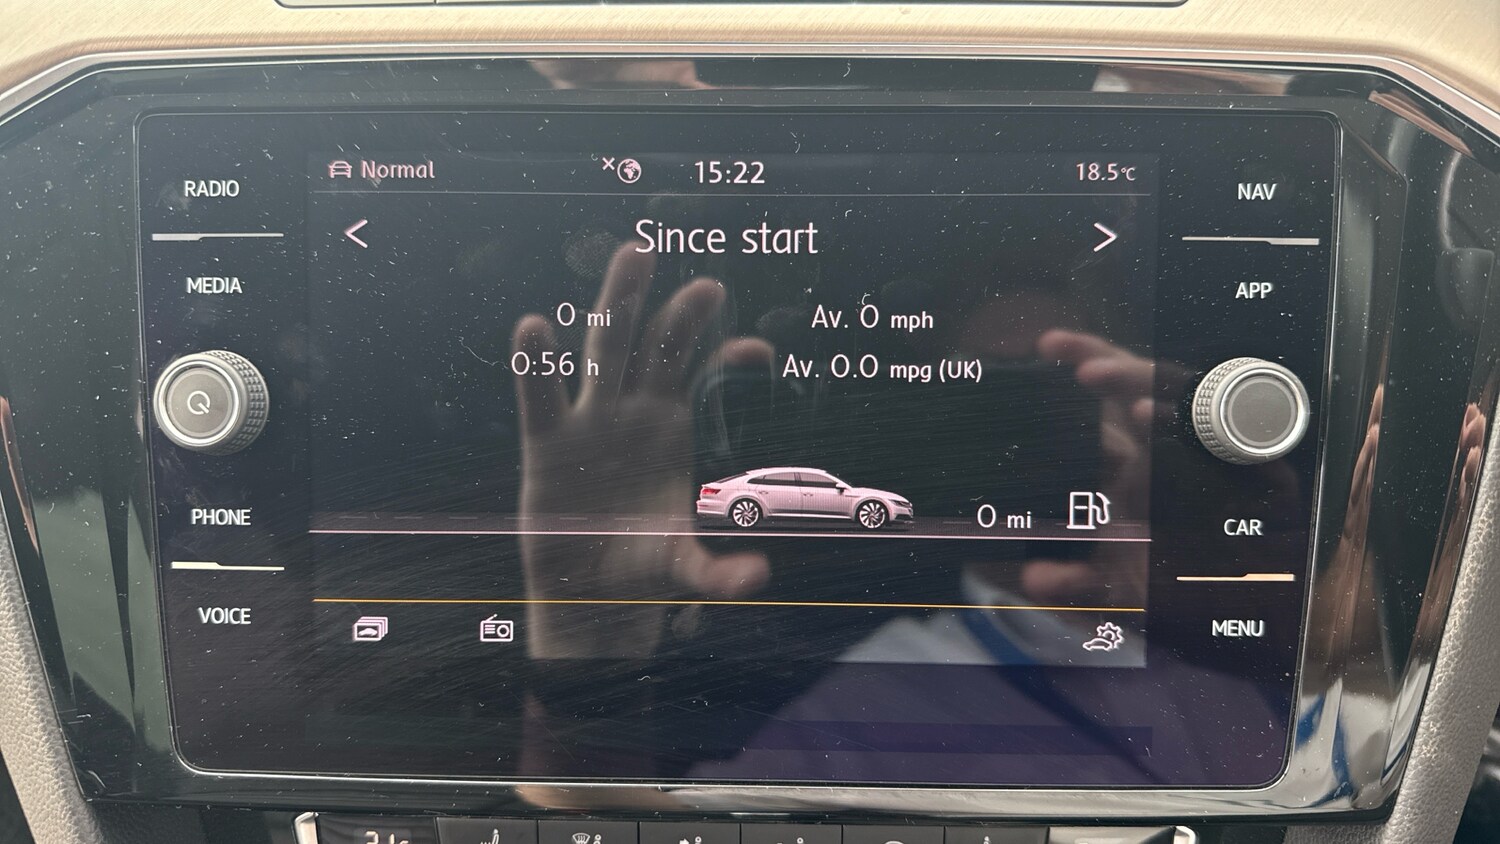 Normal 15:22 18.5°C
RADIO
NAV
< Since start >
MEDIA
APP
0 mi Av. 0 mph
0:56 h Av. 0.0 mpg (UK)
0 mi
PHONE
CAR
VOICE
MENU